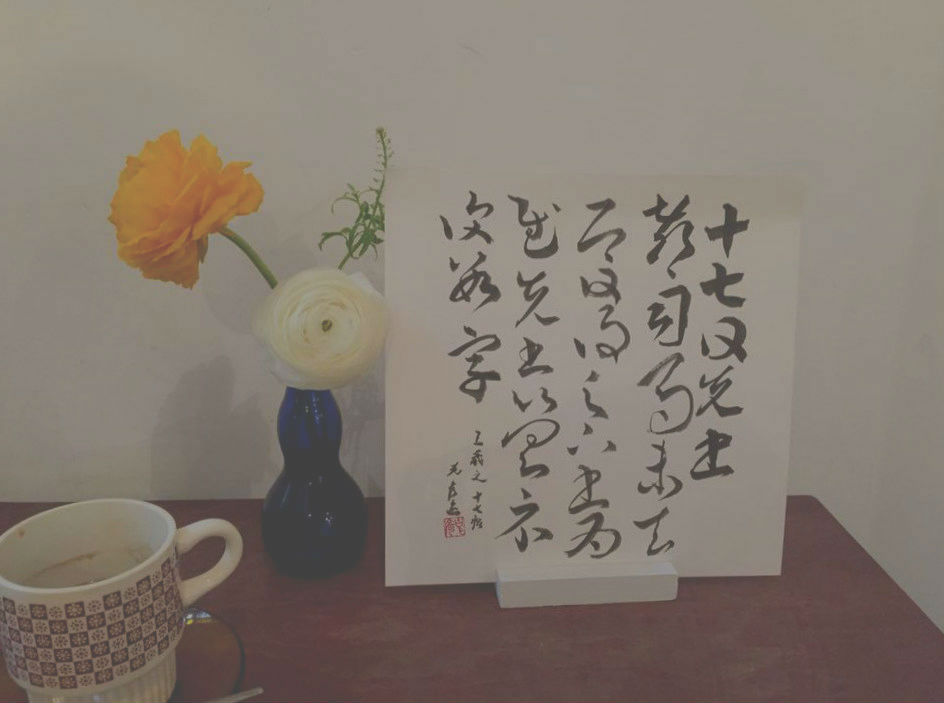 十七日先書
郗司馬未去
即日得足下書為
慰先書以具示
復數字
王羲之十七帖